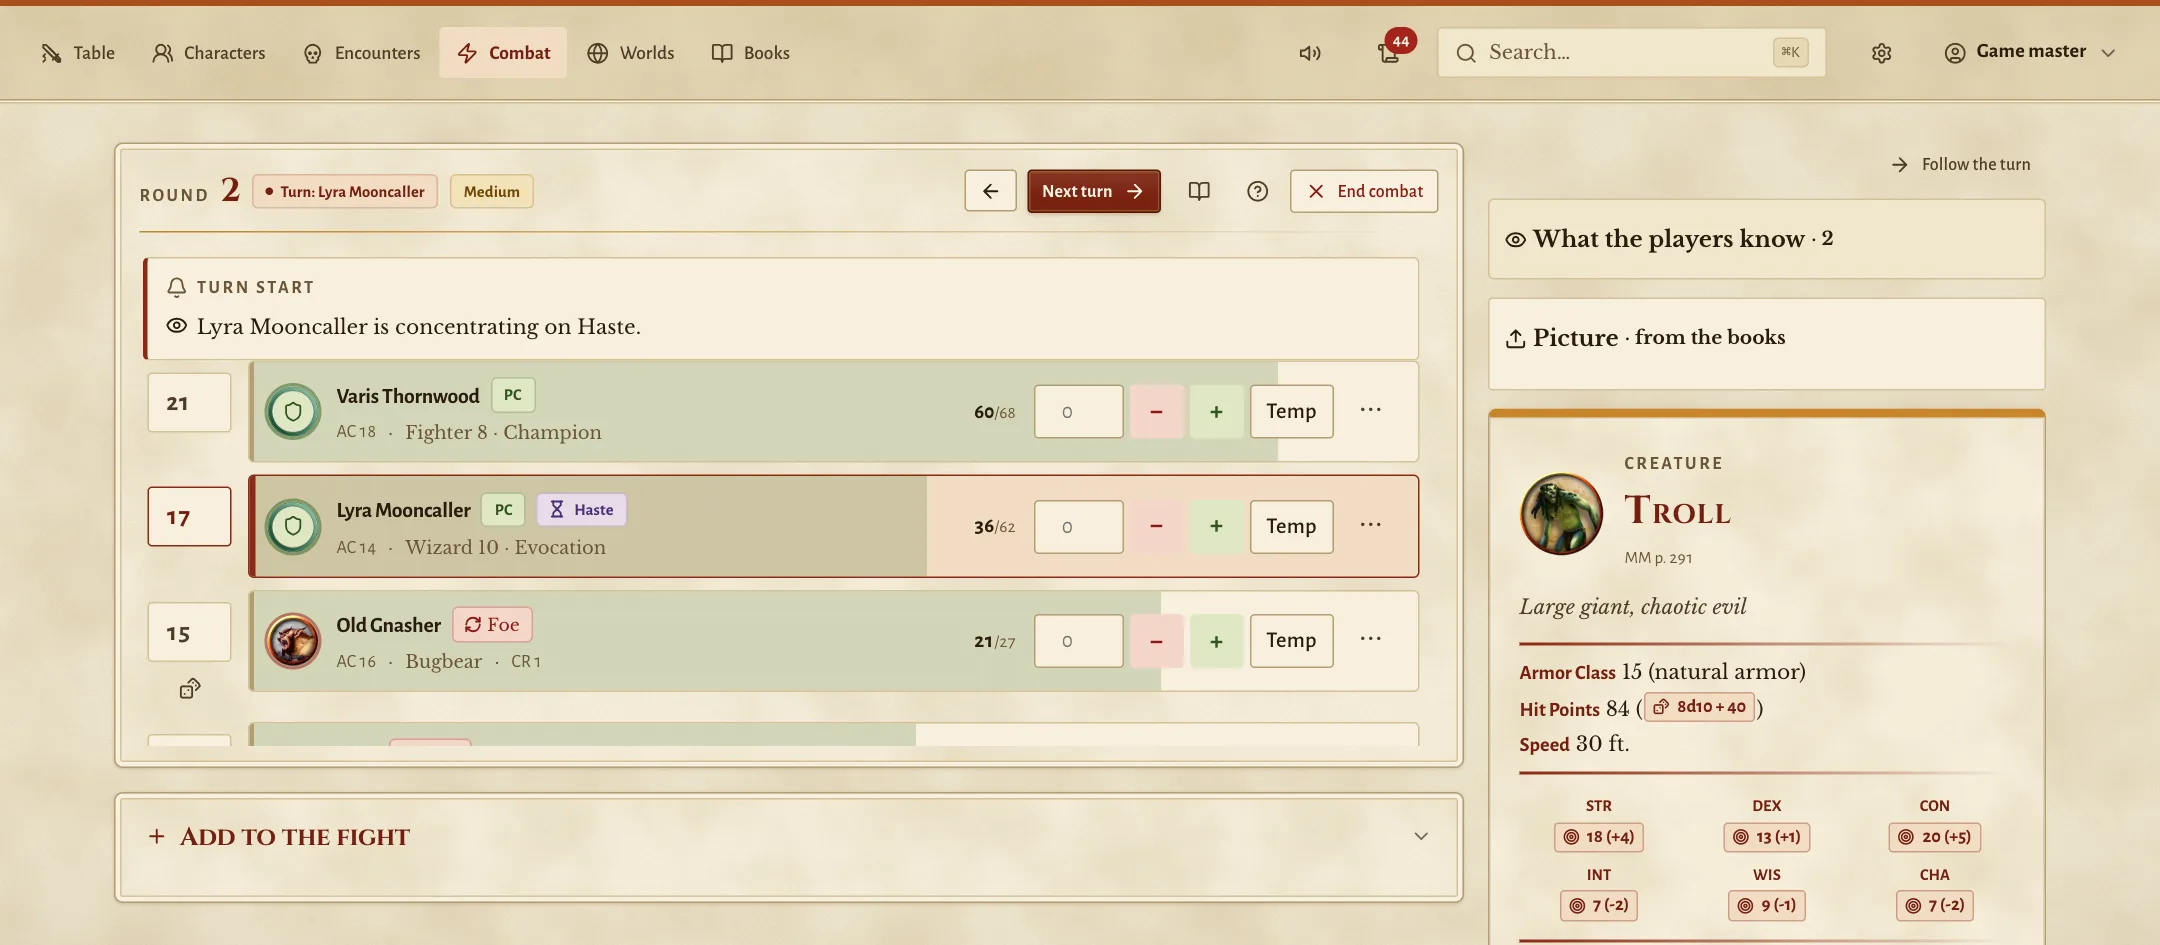 Table
Characters
Encounters
Combat
Worlds
Books
44
Search...
⌘K
Game master
ROUND 2
Turn: Lyra Mooncaller
Medium
Next turn
End combat
TURN START
Lyra Mooncaller is concentrating on Haste.
21
Varis Thornwood PC
AC 18 · Fighter 8 · Champion
60/68
0
−
+
Temp
...
17
Lyra Mooncaller PC Haste
AC 14 · Wizard 10 · Evocation
36/62
0
−
+
Temp
...
15
Old Gnasher Foe
AC 16 · Bugbear · CR 1
21/27
0
−
+
Temp
...
+ ADD TO THE FIGHT
Follow the turn
What the players know · 2
Picture · from the books
CREATURE
TROLL
MM p. 291
Large giant, chaotic evil
Armor Class 15 (natural armor)
Hit Points 84 (8d10 + 40)
Speed 30 ft.
STR DEX CON
18 (+4) 13 (+1) 20 (+5)
INT WIS CHA
7 (-2) 9 (-1) 7 (-2)